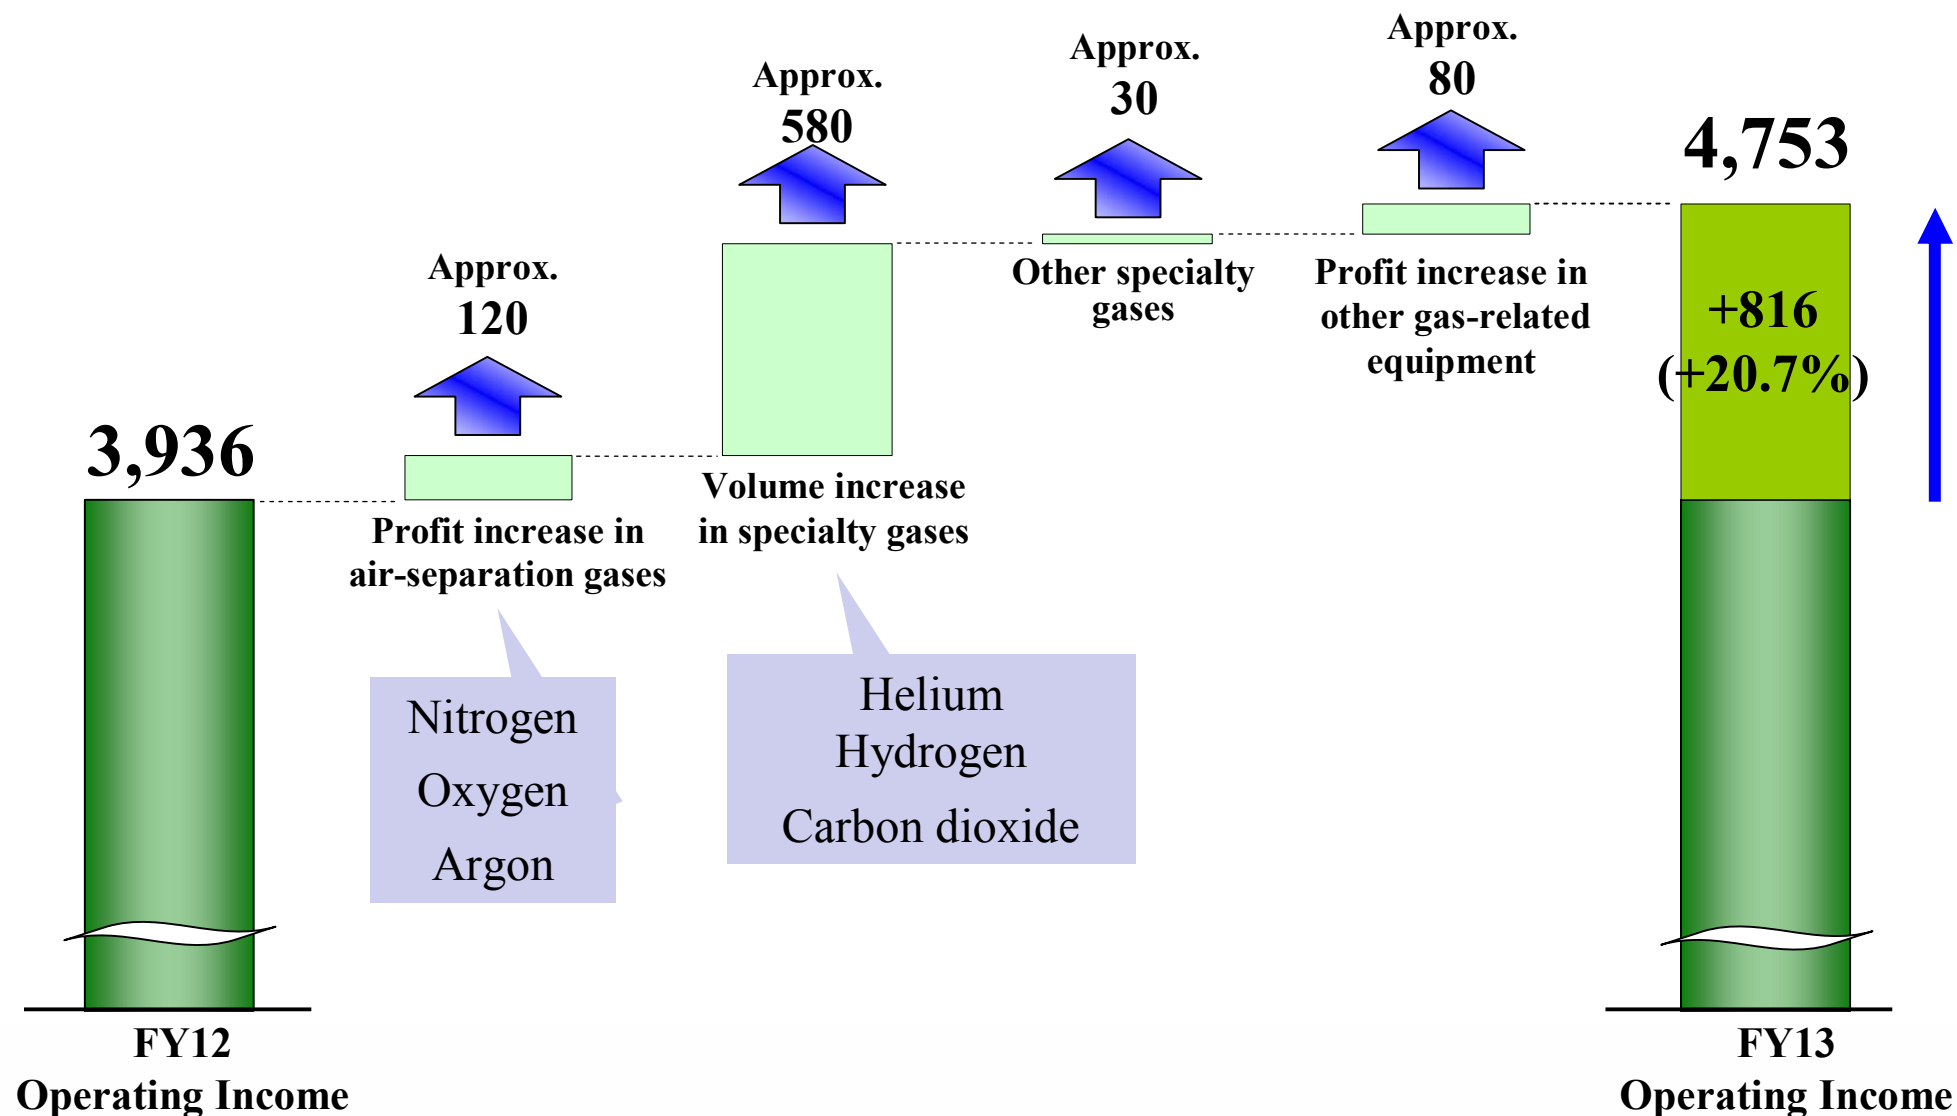 Approx.
120
Approx.
580
Approx.
30
Approx.
80
3,936
4,753
+816
(+20.7%)
Profit increase in
air-separation gases
Volume increase
in specialty gases
Other specialty
gases
Profit increase in
other gas-related
equipment
Nitrogen
Oxygen
Argon
Helium
Hydrogen
Carbon dioxide
FY12
Operating Income
FY13
Operating Income